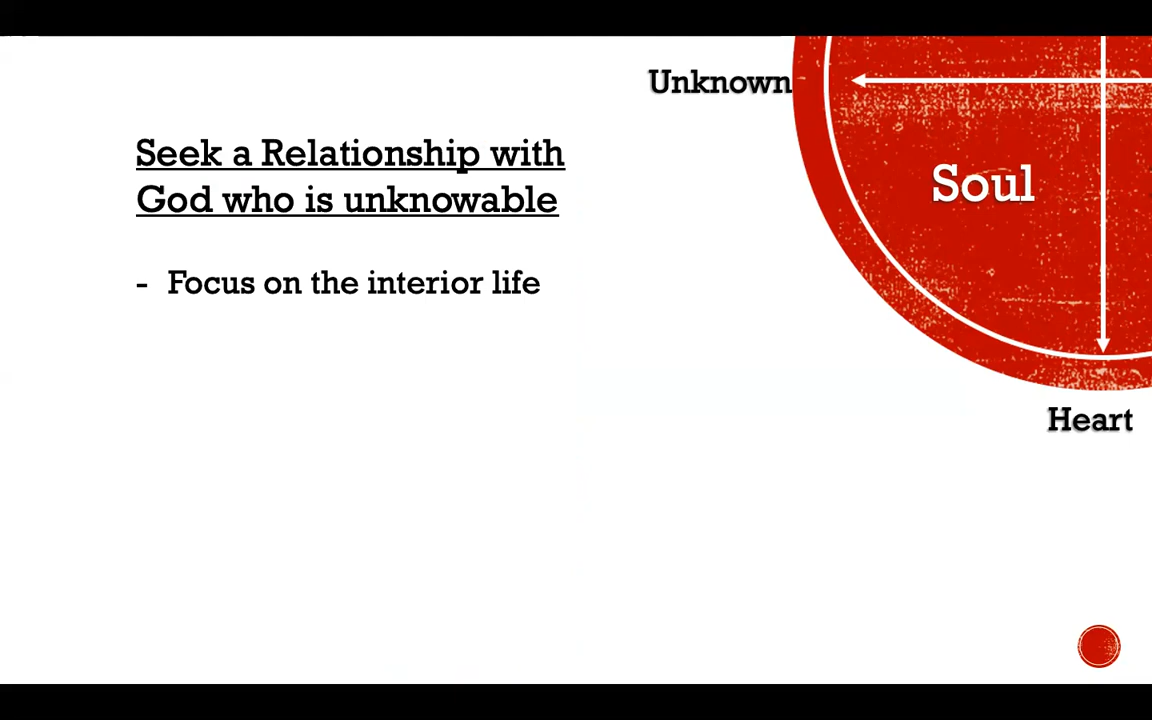 Unknown
Seek a Relationship with
God who is unknowable
Soul
- Focus on the interior life
Heart